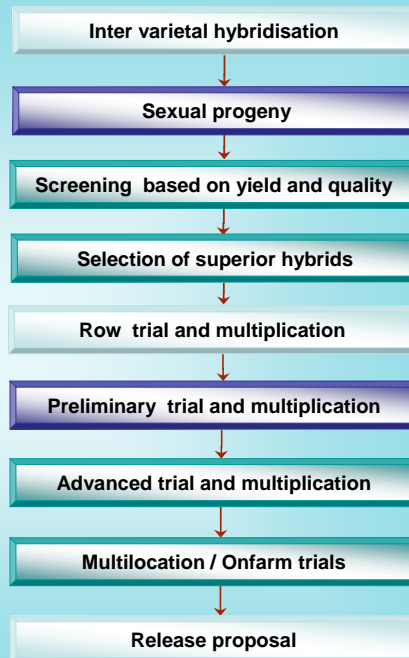 Inter varietal hybridisation
Sexual progeny
Screening based on yield and quality
Selection of superior hybrids
Row trial and multiplication
Preliminary trial and multiplication
Advanced trial and multiplication
Multilocation / Onfarm trials
Release proposal